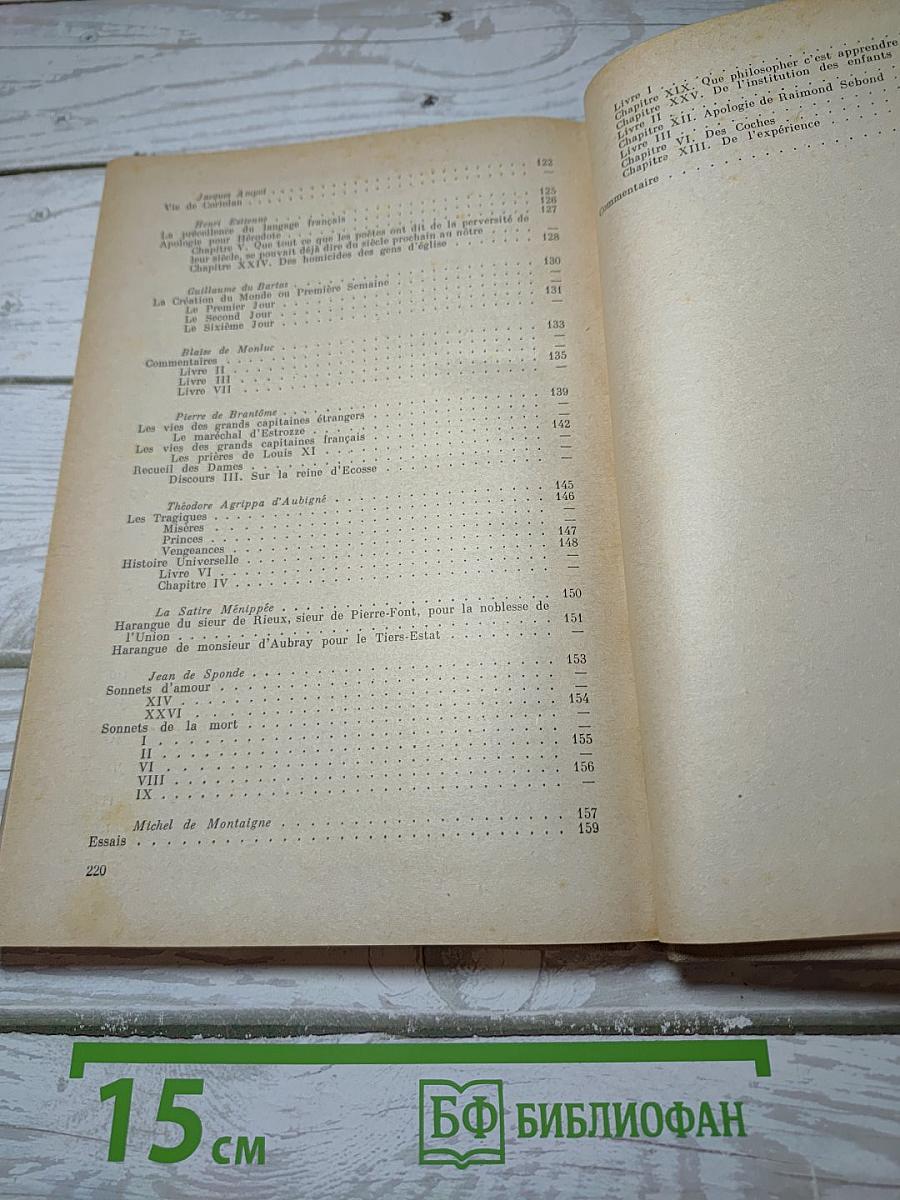 Jacques Amyot . . . 122
Vie de Coriolan . . . —
Henri Estienne . . . 125
La précellence du langage français . . . 126
Apologie pour Hérodote . . . 127
Chapitre V. Que tout ce que les poètes ont dit de la perversité de
leur siècle, se pouvait déjà dire du siècle prochain au nôtre . . . —
Chapitre XXIV. Des homicides des gens d'église . . . 128
Guillaume du Bartas . . . 130
La Création du Monde ou Première Semaine . . . —
Le Premier Jour . . . —
Le Second Jour . . . 131
Le Sixième Jour . . . —
Blaise de Monluc . . . 133
Commentaires . . . —
Livre II . . . —
Livre III . . . 135
Livre VII . . . —
Pierre de Brantôme . . . 139
Les vies des grands capitaines étrangers . . . —
Le maréchal d'Estrozze . . . —
Les vies des grands capitaines français . . . 142
Les prières de Louis XI . . . —
Recueil des Dames . . . —
Discours III. Sur la reine d'Ecosse . . . —
Théodore Agrippa d'Aubigné . . . 145
Les Tragiques . . . 146
Misères . . . —
Princes . . . —
Vengeances . . . 147
Histoire Universelle . . . 148
Livre VI . . . —
Chapitre IV . . . —
La Satire Ménippée . . . 150
Harangue du sieur de Rieux, sieur de Pierre-Font, pour la noblesse de
l'Union . . . 151
Harangue de monsieur d'Aubray pour le Tiers-Estat . . . —
Jean de Sponde . . . 153
Sonnets d'amour . . . —
XIV . . . —
XXVI . . . 154
Sonnets de la mort . . . —
I . . . —
II . . . 155
VI . . . —
VIII . . . 156
IX . . . —
Michel de Montaigne . . . 157
Essais . . . 159
220
Livre I . . .
Chapitre XIX. Que philosopher c'est apprendre
Chapitre XXV. De l'institution des enfants
Livre II . . .
Chapitre XII. Apologie de Raimond Sebond
Livre III . . .
Chapitre VI. Des Coches . . .
Chapitre XIII. De l'expérience . . .
Commentaire . . .
15 см
БФ БИБЛИОФАН